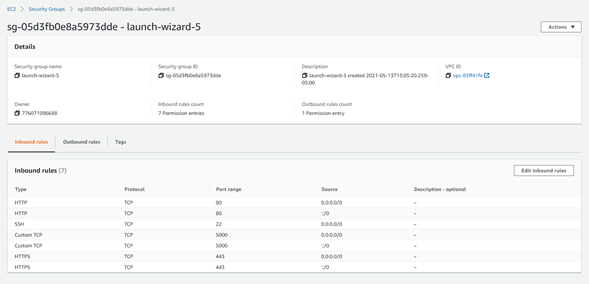 EC2 > Security Groups > sg-05d3fb0e8a5973dde - launch-wizard-5
sg-05d3fb0e8a5973dde - launch-wizard-5
Actions ▼
Details
Security group name Security group ID Description VPC ID
launch-wizard-5 sg-05d3fb0e8a5973dde launch-wizard-5 created 2021-05-13T13:05:20.259- vpc-83ff41fe
05:00
Owner Inbound rules count Outbound rules count
776071096688 7 Permission entries 1 Permission entry
Inbound rules Outbound rules Tags
Inbound rules (7) Edit inbound rules
Type Protocol Port range Source Description - optional
HTTP TCP 80 0.0.0.0/0 –
HTTP TCP 80 ::/0 –
SSH TCP 22 0.0.0.0/0 –
Custom TCP TCP 5000 0.0.0.0/0 –
Custom TCP TCP 5000 ::/0 –
HTTPS TCP 443 0.0.0.0/0 –
HTTPS TCP 443 ::/0 –